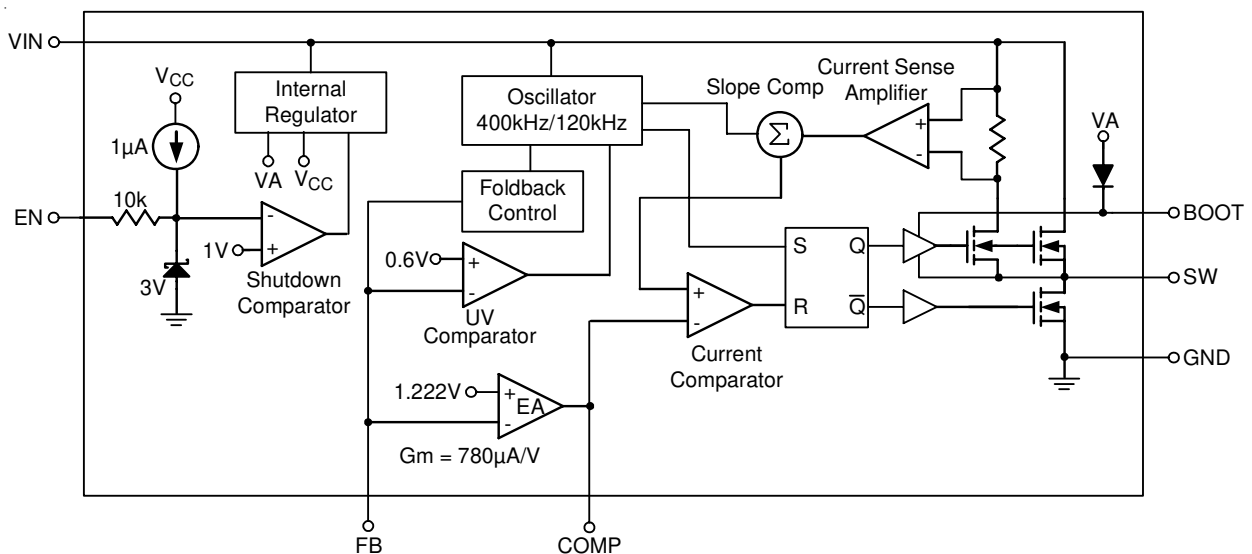 VIN
VCC
1µA
10k
EN
3V
1V
-
+
Shutdown
Comparator
Internal
Regulator
VA
VCC
Oscillator
400kHz/120kHz
Foldback
Control
0.6V
+
-
UV
Comparator
1.222V
+
-
EA
Gm = 780µA/V
FB
COMP
Slope Comp
Σ
Current Sense
Amplifier
+
-
+
-
Current
Comparator
S
Q
R
Q̅
VA
BOOT
SW
GND